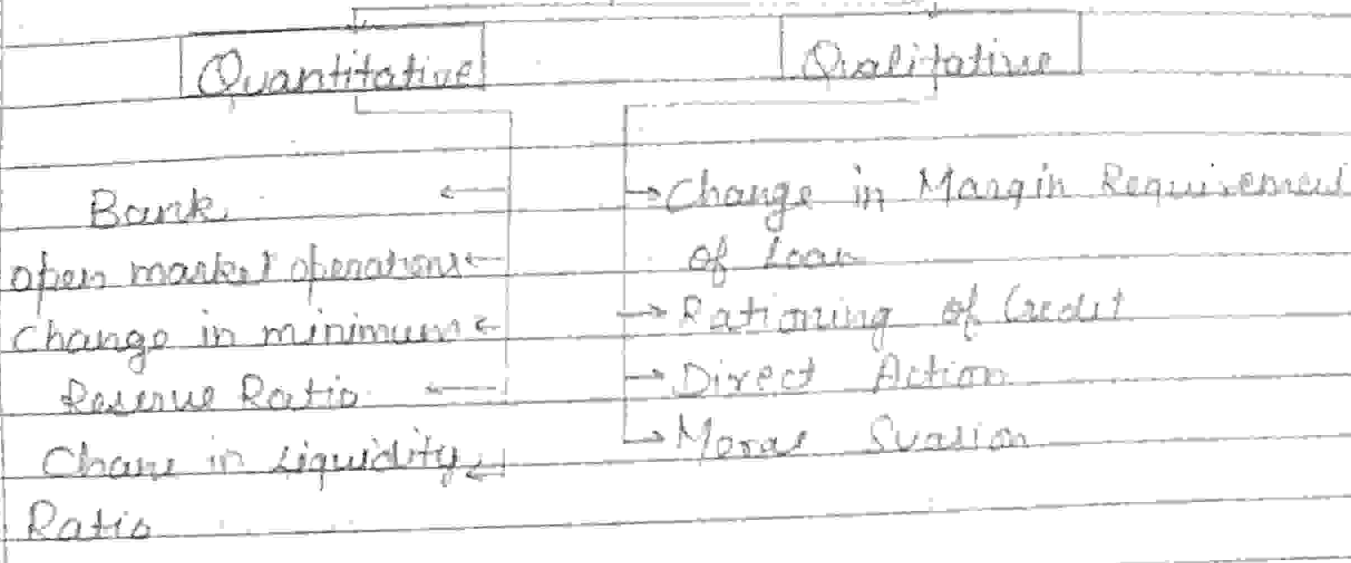 Quantitative
Qualitative
Bank
open market operations
Change in minimum
Reserve Ratio
Chane in Liquidity
Ratio
Change in Margin Requirement
of Loan
Rationing of Credit
Direct Action
Moral Suasion